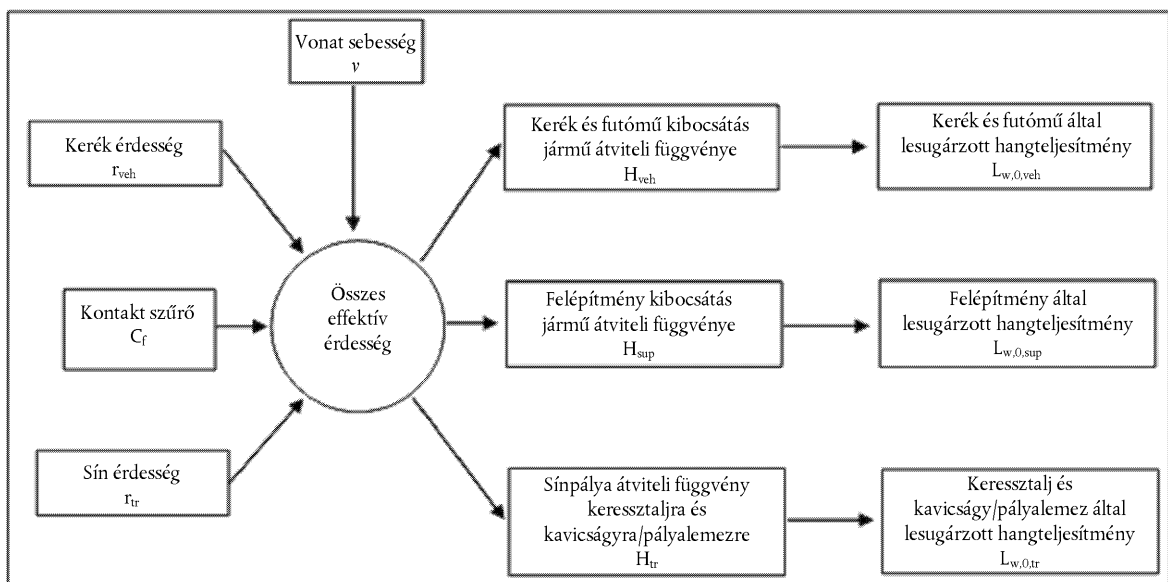 Vonat sebesség
v
Kerék érdesség
r_veh
Kontakt szűrő
C_f
Sín érdesség
r_tr
Összes
effektív
érdesség
Kerék és futómű kibocsátás
jármű átviteli függvénye
H_veh
Kerék és futómű által
lesugárzott hangteljesítmény
L_w,0,veh
Felépítmény kibocsátás
jármű átviteli függvénye
H_sup
Felépítmény által
lesugárzott hangteljesítmény
L_w,0,sup
Sínpálya átviteli függvény
keresztaljra és
kavicságyra/pályalemezre
H_tr
Keressztalj és
kavicságy/pályalemez által
lesugárzott hangteljesítmény
L_w,0,tr